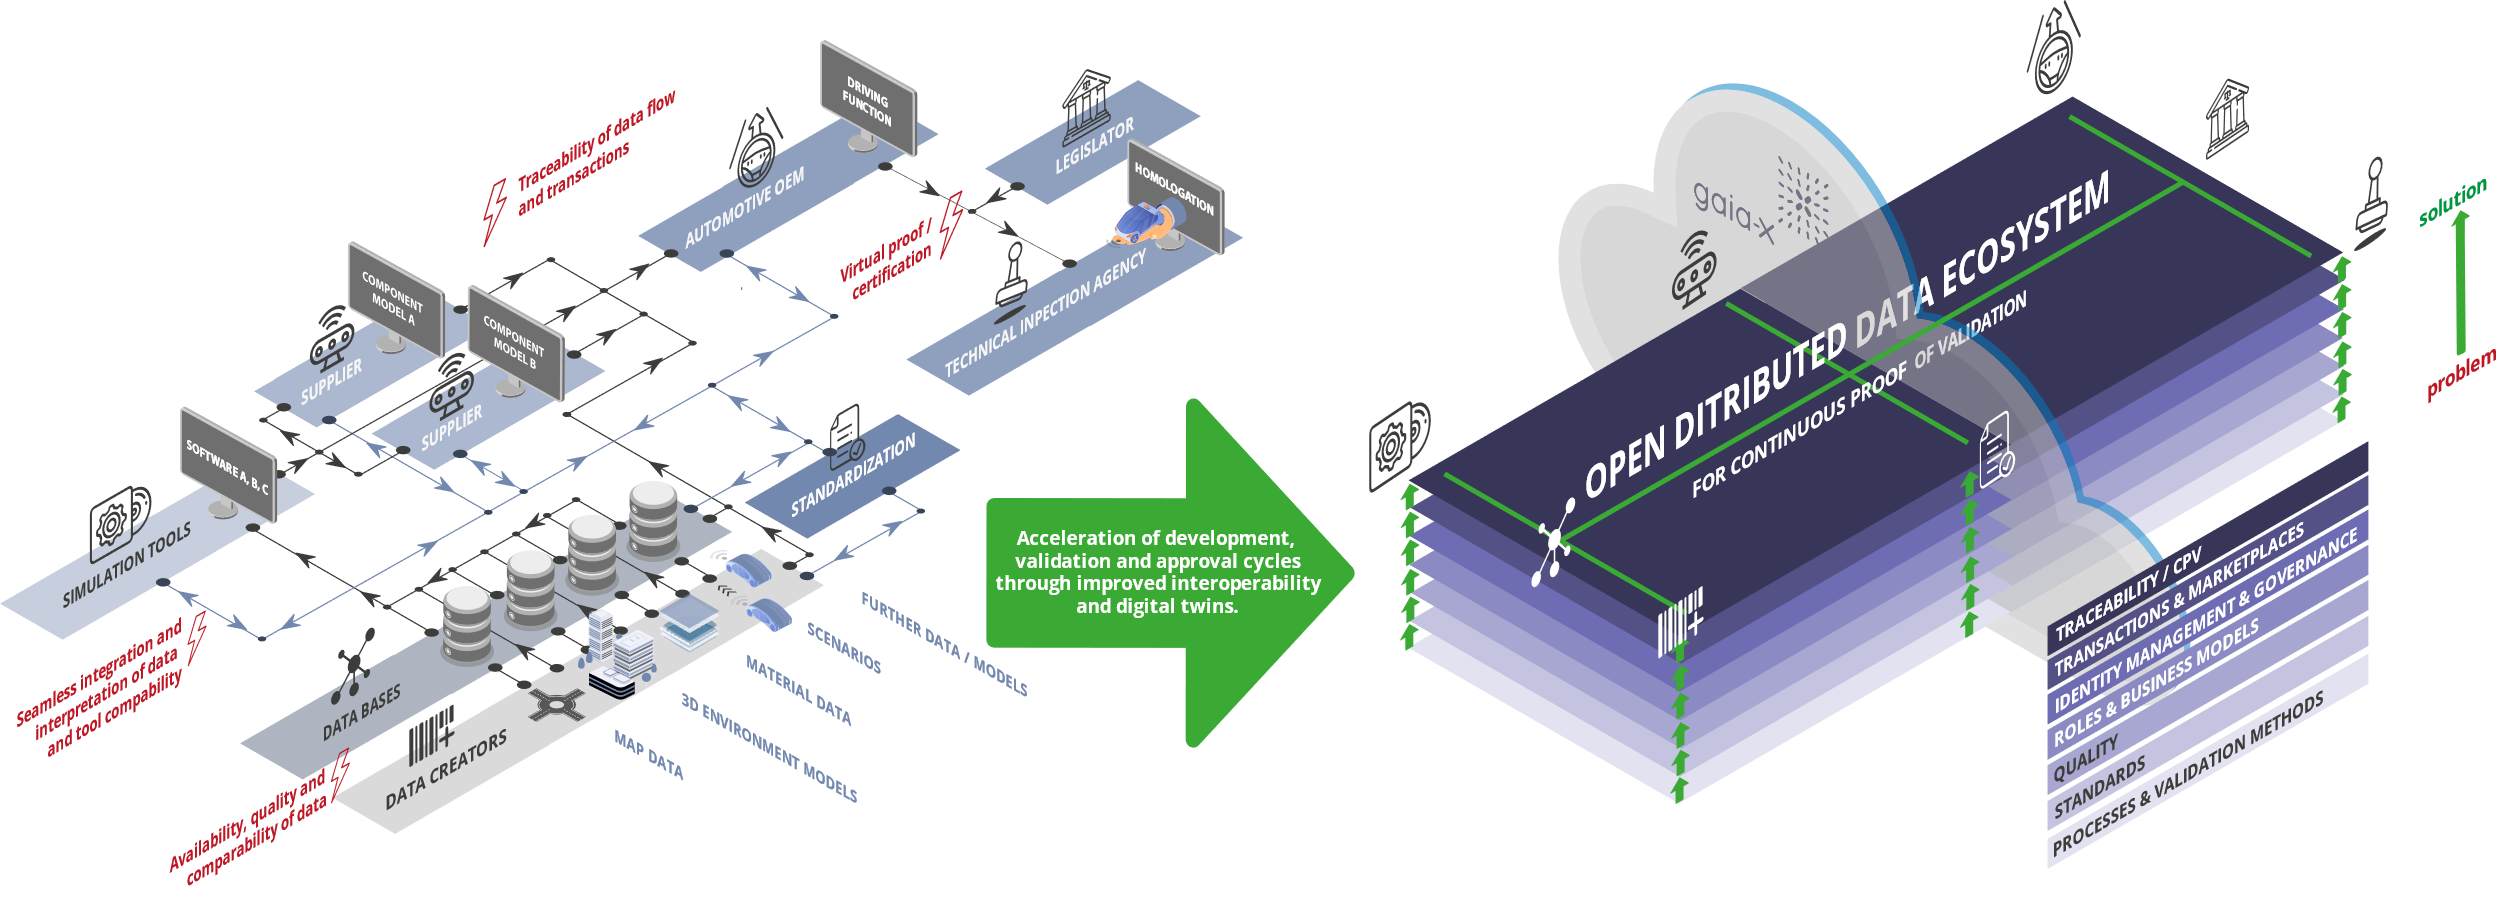 DRIVING
FUNCTION
AUTOMOTIVE OEM
LEGISLATOR
HOMOLOGATION
TECHNICAL INPECTION AGENCY
Traceability of data flow
and transactions
Virtual proof /
certification
COMPONENT
MODEL A
SUPPLIER
COMPONENT
MODEL B
SUPPLIER
SOFTWARE A, B, C
SIMULATION TOOLS
STANDARDIZATION
Seamless integration and
interpretation of data
and tool compability
DATA BASES
DATA CREATORS
Availability, quality and
comparability of data
FURTHER DATA / MODELS
SCENARIOS
MATERIAL DATA
3D ENVIRONMENT MODELS
MAP DATA
Acceleration of development,
validation and approval cycles
through improved interoperability
and digital twins.
gaia-x
OPEN DITRIBUTED DATA ECOSYSTEM
FOR CONTINUOUS PROOF OF VALIDATION
solution
problem
TRACEABILITY / CPV
TRANSACTIONS & MARKETPLACES
IDENTITY MANAGEMENT & GOVERNANCE
ROLES & BUSINESS MODELS
QUALITY
STANDARDS
PROCESSES & VALIDATION METHODS